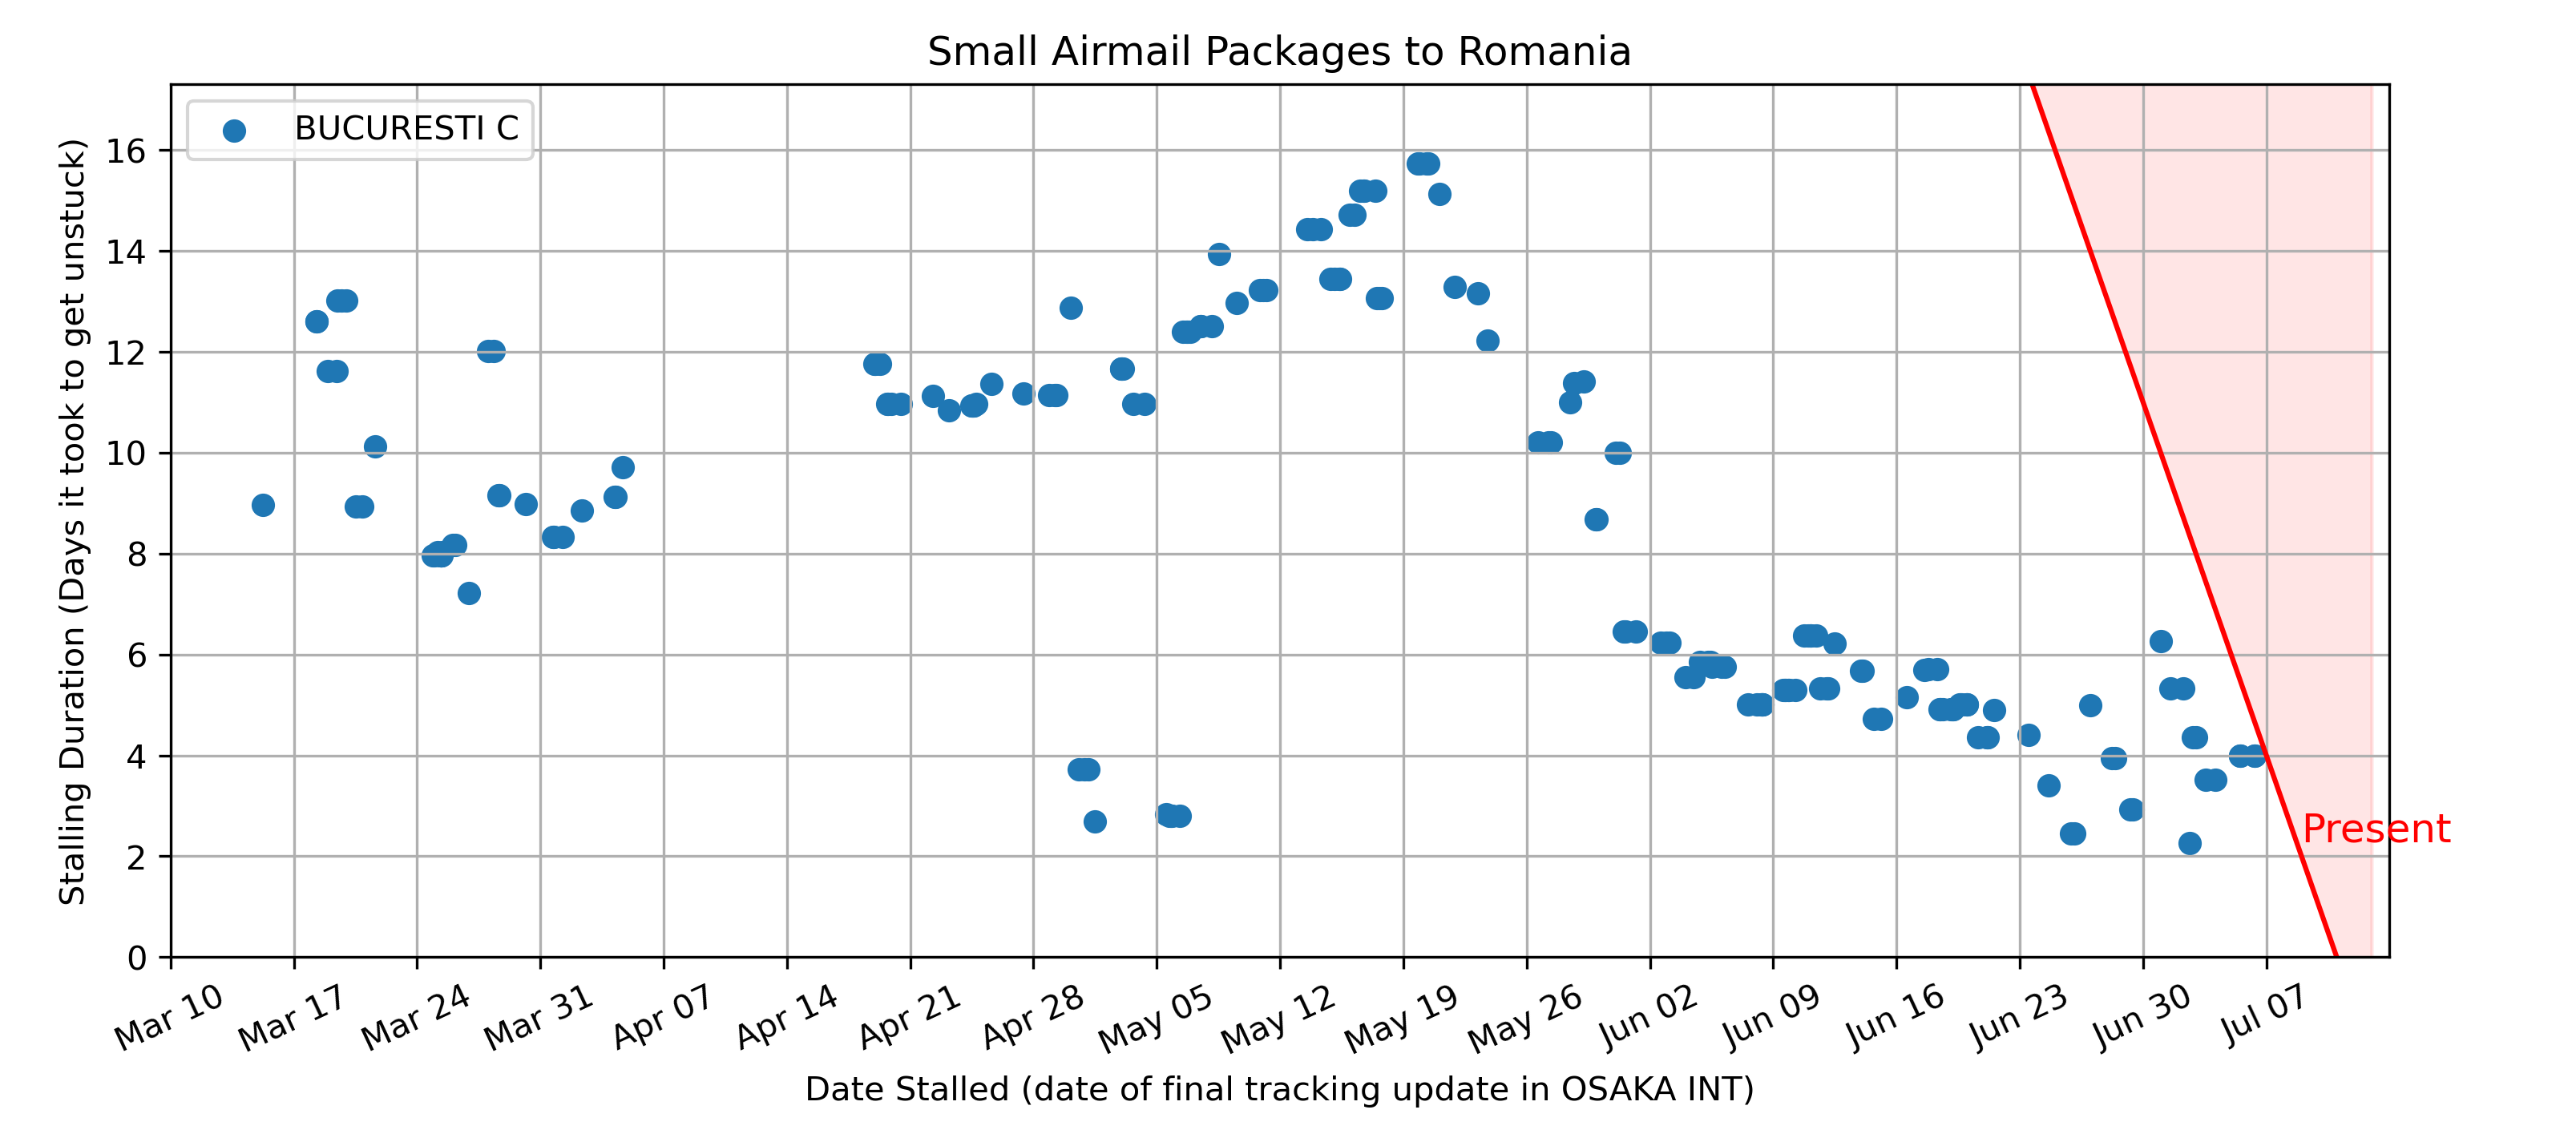 Small Airmail Packages to Romania
BUCURESTI C
Stalling Duration (Days it took to get unstuck)
16
14
12
10
8
6
4
2
0
Present
Mar 10
Mar 17
Mar 24
Mar 31
Apr 07
Apr 14
Apr 21
Apr 28
May 05
May 12
May 19
May 26
Jun 02
Jun 09
Jun 16
Jun 23
Jun 30
Jul 07
Date Stalled (date of final tracking update in OSAKA INT)